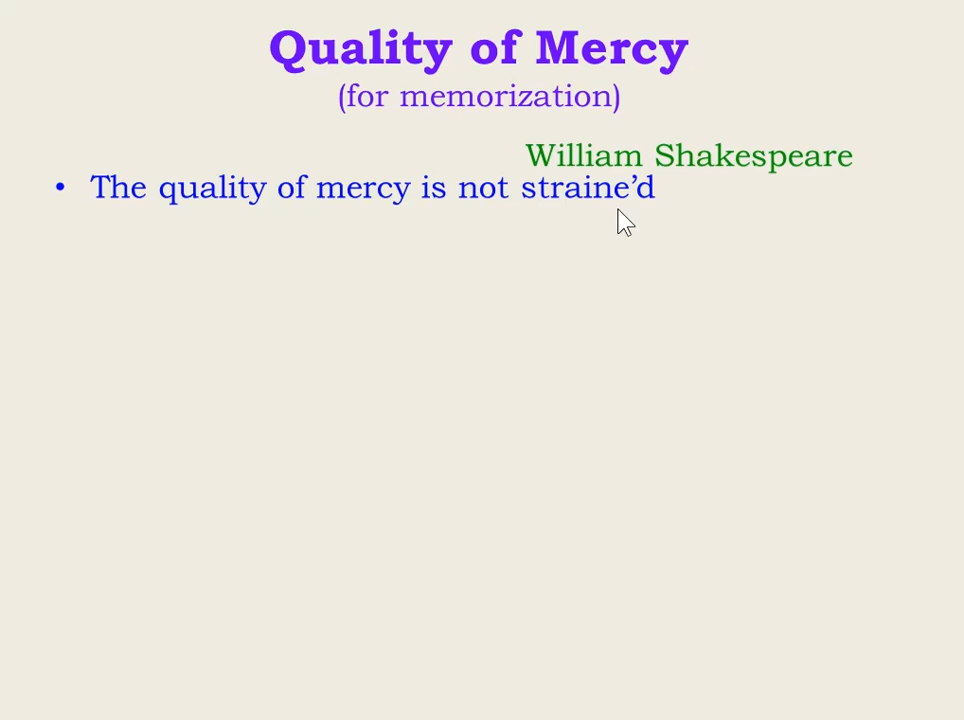 Quality of Mercy
(for memorization)
William Shakespeare
• The quality of mercy is not straine’d